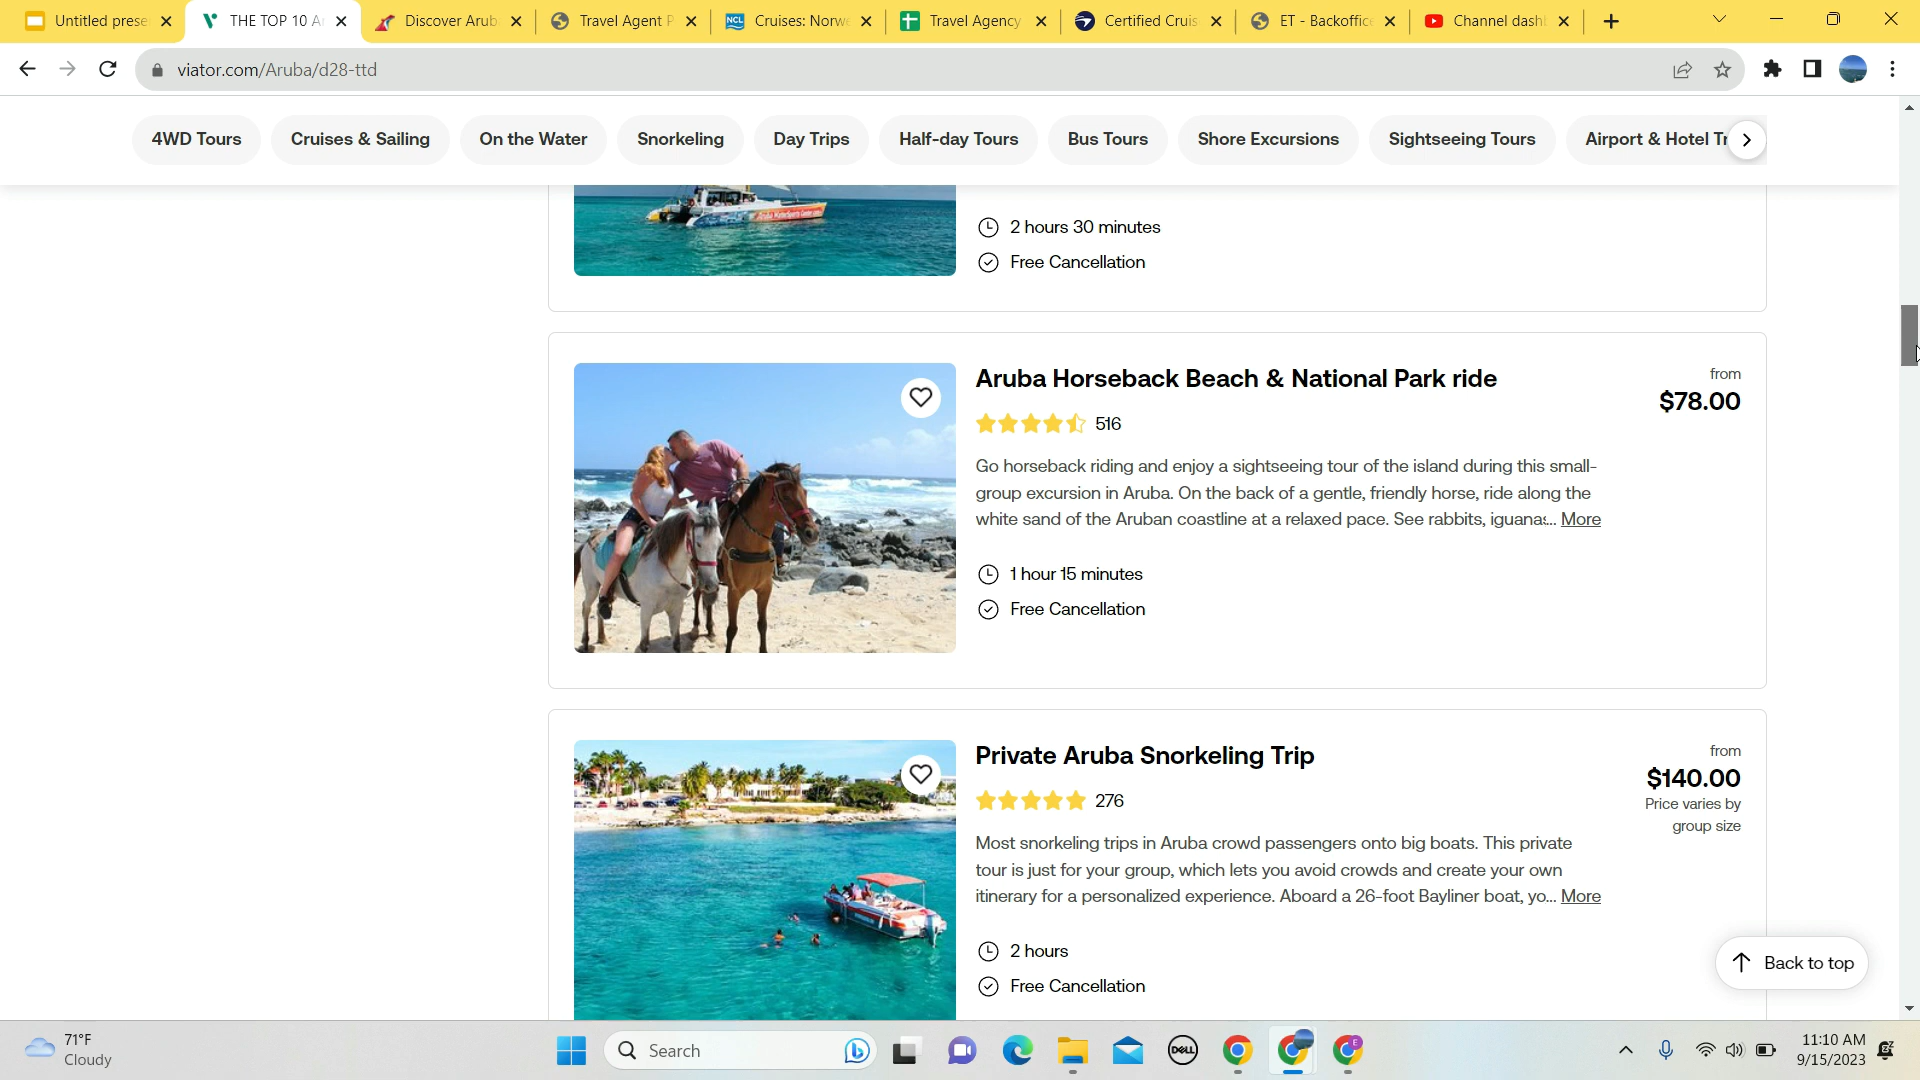 Untitled prese
THE TOP 10 A
Discover Arub
Travel Agent P
NCL
Cruises: Norw
Travel Agency
Certified Cruis
ET - Backoffic
Channel dash
viator.com/Aruba/d28-ttd
4WD Tours
Cruises & Sailing
On the Water
Snorkeling
Day Trips
Half-day Tours
Bus Tours
Shore Excursions
Sightseeing Tours
Airport & Hotel Tr
2 hours 30 minutes
Free Cancellation
Aruba Horseback Beach & National Park ride
from
$78.00
516
Go horseback riding and enjoy a sightseeing tour of the island during this small-
group excursion in Aruba. On the back of a gentle, friendly horse, ride along the
white sand of the Aruban coastline at a relaxed pace. See rabbits, iguanas... More
1 hour 15 minutes
Free Cancellation
Private Aruba Snorkeling Trip
from
$140.00
Price varies by
group size
276
Most snorkeling trips in Aruba crowd passengers onto big boats. This private
tour is just for your group, which lets you avoid crowds and create your own
itinerary for a personalized experience. Aboard a 26-foot Bayliner boat, yo... More
2 hours
Free Cancellation
Back to top
71°F
Cloudy
Search
DELL
E
11:10 AM
9/15/2023